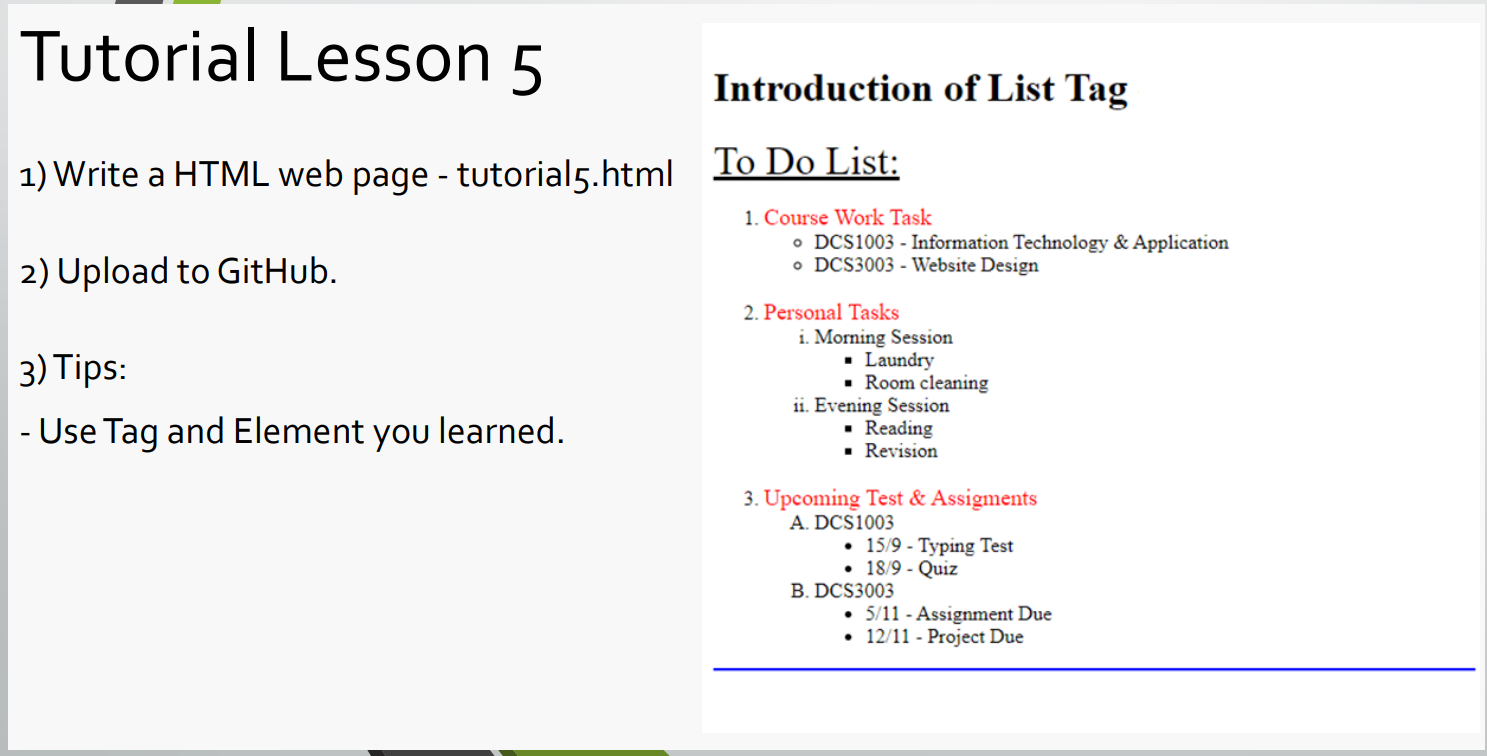 Tutorial Lesson 5
1) Write a HTML web page - tutorial5.html
2) Upload to GitHub.
3) Tips:
- Use Tag and Element you learned.
Introduction of List Tag
To Do List:
1. Course Work Task
DCS1003 - Information Technology & Application
DCS3003 - Website Design
2. Personal Tasks
i. Morning Session
Laundry
Room cleaning
ii. Evening Session
Reading
Revision
3. Upcoming Test & Assigments
A. DCS1003
15/9 - Typing Test
18/9 - Quiz
B. DCS3003
5/11 - Assignment Due
12/11 - Project Due